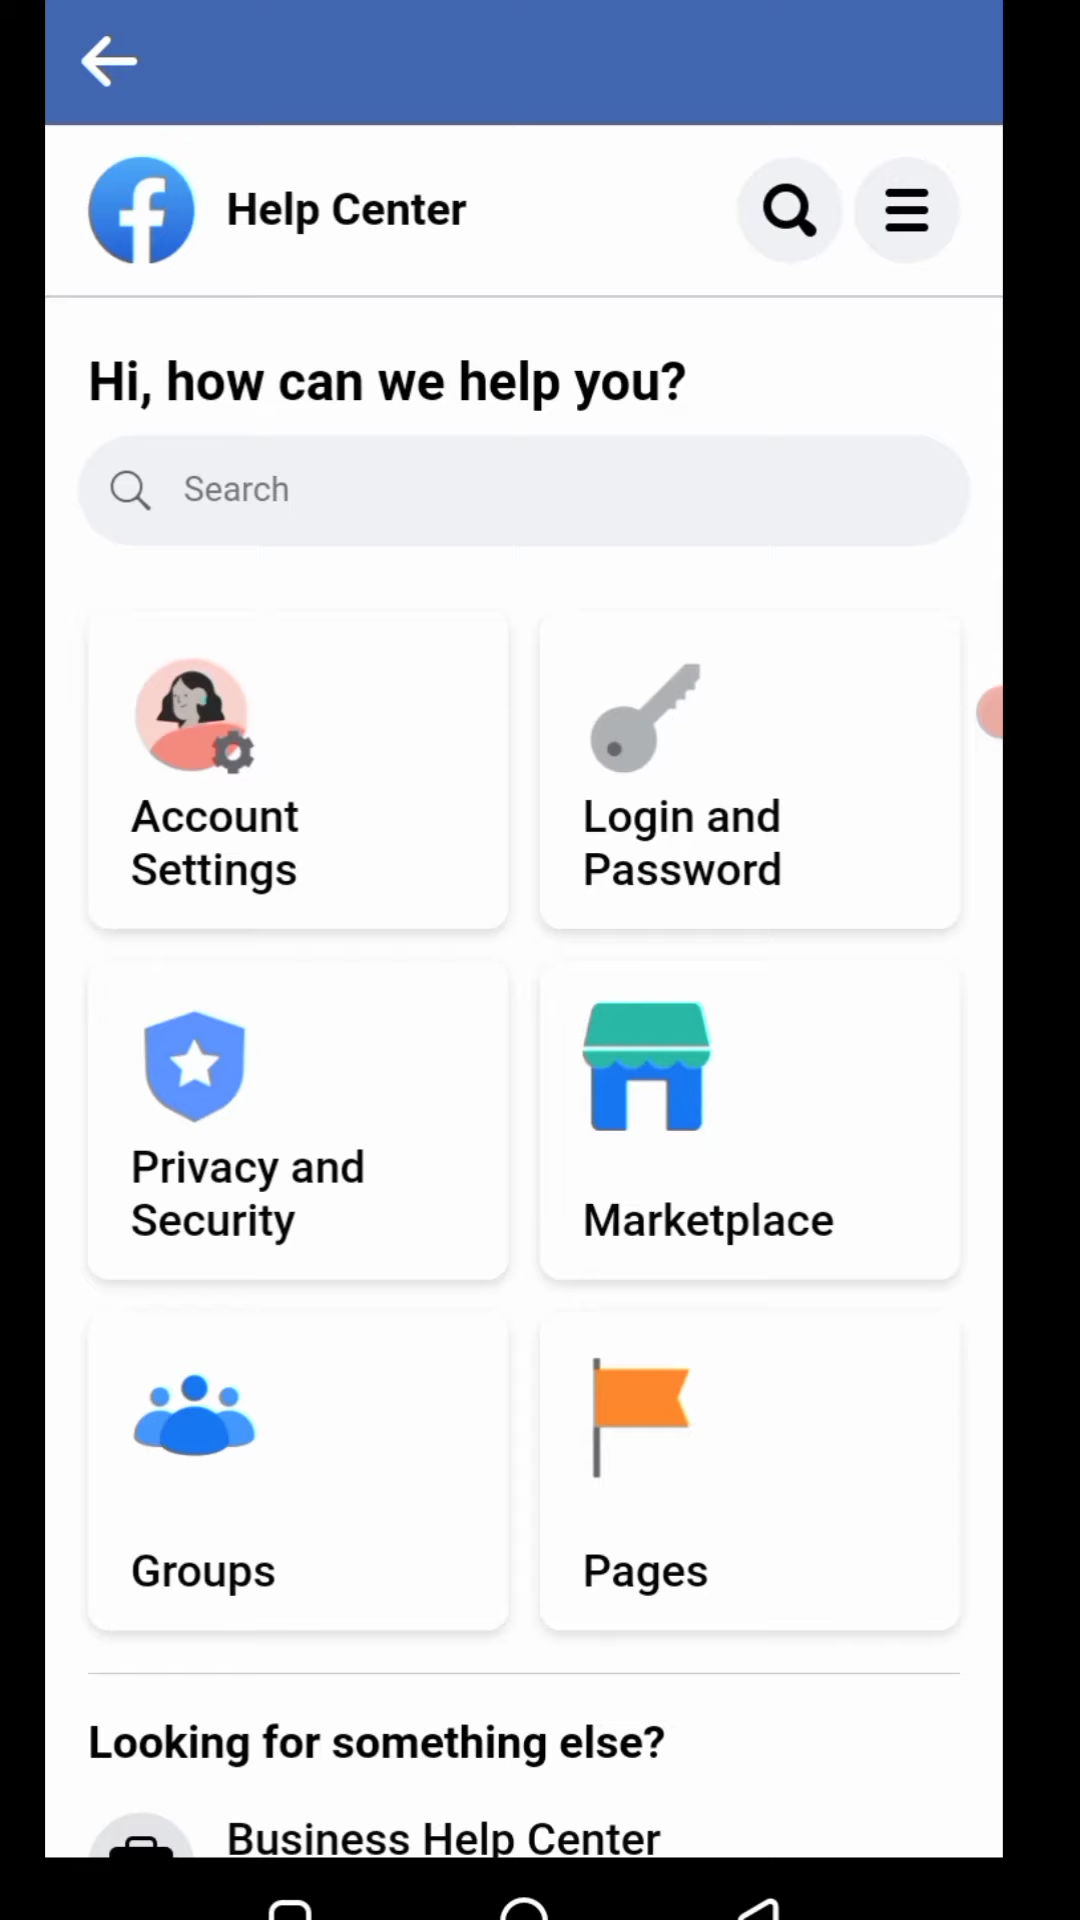 Help Center
Hi, how can we help you?
Search
Account
Settings
Login and
Password
Privacy and
Security
Marketplace
Groups
Pages
Looking for something else?
Business Help Center